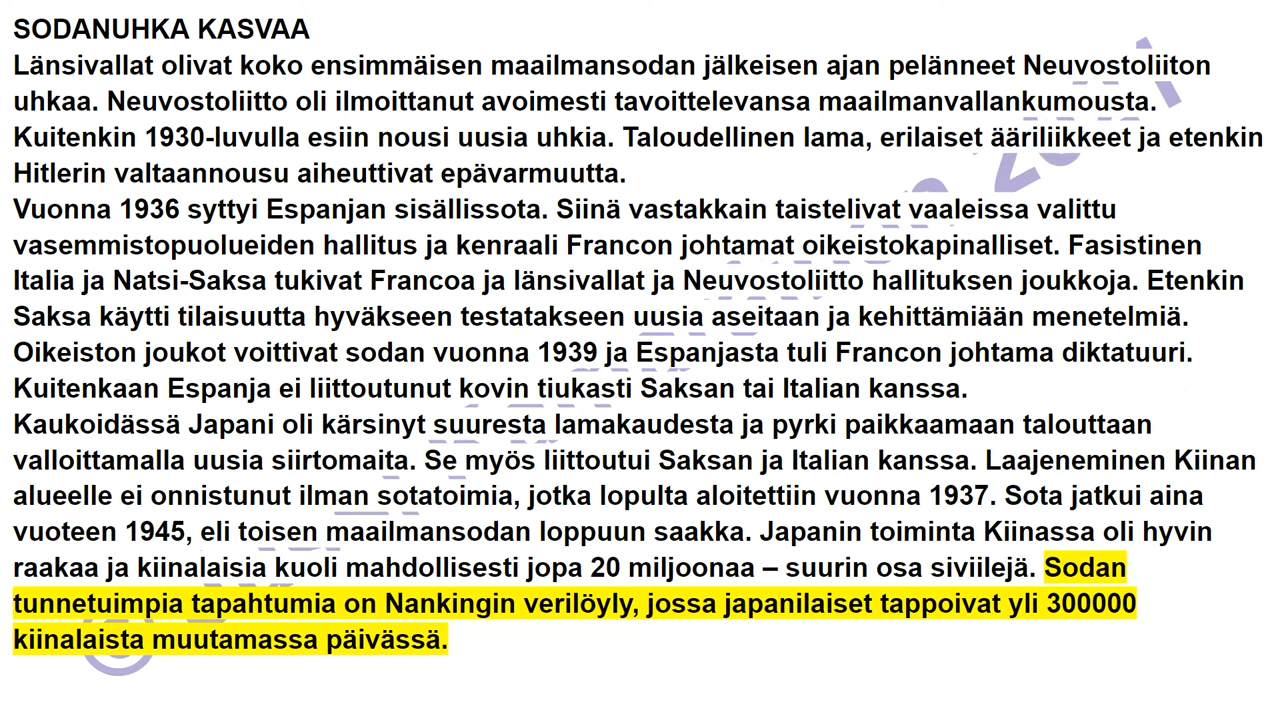 SODANUHKA KASVAA
Länsivallat olivat koko ensimmäisen maailmansodan jälkeisen ajan pelänneet Neuvostoliiton
uhkaa. Neuvostoliitto oli ilmoittanut avoimesti tavoittelevansa maailmanvallankumousta.
Kuitenkin 1930-luvulla esiin nousi uusia uhkia. Taloudellinen lama, erilaiset ääriliikkeet ja etenkin
Hitlerin valtaannousu aiheuttivat epävarmuutta.
Vuonna 1936 syttyi Espanjan sisällissota. Siinä vastakkain taistelivat vaaleissa valittu
vasemmistopuolueiden hallitus ja kenraali Francon johtamat oikeistokapinalliset. Fasistinen
Italia ja Natsi-Saksa tukivat Francoa ja länsivallat ja Neuvostoliitto hallituksen joukkoja. Etenkin
Saksa käytti tilaisuutta hyväkseen testatakseen uusia aseitaan ja kehittämiään menetelmiä.
Oikeiston joukot voittivat sodan vuonna 1939 ja Espanjasta tuli Francon johtama diktatuuri.
Kuitenkaan Espanja ei liittoutunut kovin tiukasti Saksan tai Italian kanssa.
Kaukoidässä Japani oli kärsinyt suuresta lamakaudesta ja pyrki paikkaamaan talouttaan
valloittamalla uusia siirtomaita. Se myös liittoutui Saksan ja Italian kanssa. Laajeneminen Kiinan
alueelle ei onnistunut ilman sotatoimia, jotka lopulta aloitettiin vuonna 1937. Sota jatkui aina
vuoteen 1945, eli toisen maailmansodan loppuun saakka. Japanin toiminta Kiinassa oli hyvin
raakaa ja kiinalaisia kuoli mahdollisesti jopa 20 miljoonaa – suurin osa siviilejä. Sodan
tunnetuimpia tapahtumia on Nankingin verilöyly, jossa japanilaiset tappoivat yli 300000
kiinalaista muutamassa päivässä.